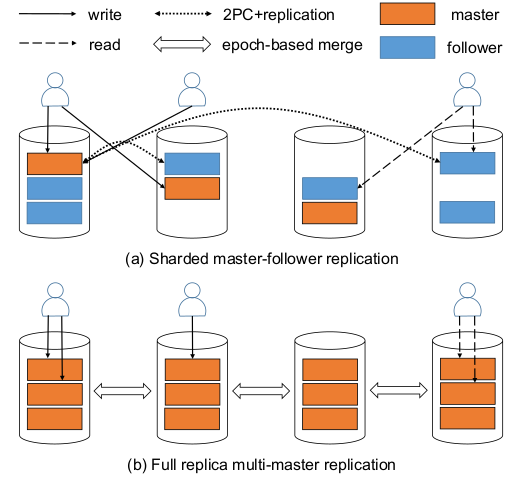 write 2PC+replication master
read epoch-based merge follower
(a) Sharded master-follower replication
(b) Full replica multi-master replication